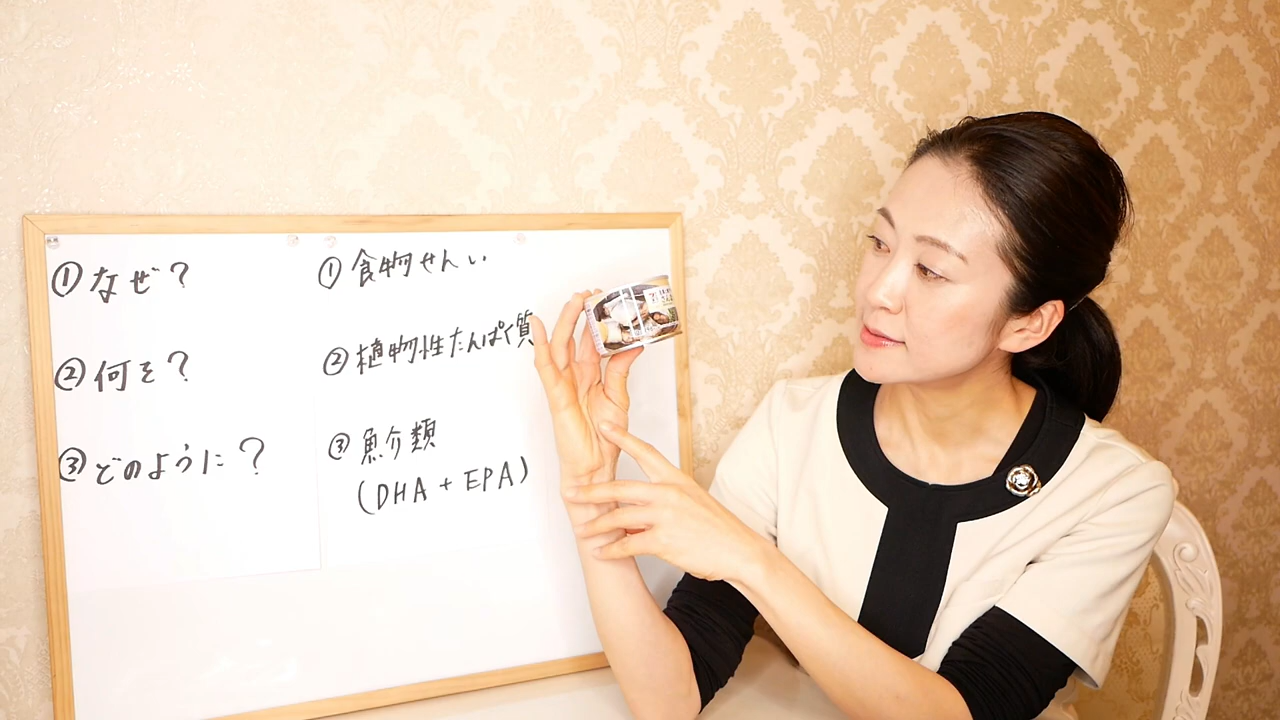 ① なぜ?
② 何を?
③ どのように?
① 食物せんい
② 植物性たんぱく質
③ 魚介類
(DHA + EPA)